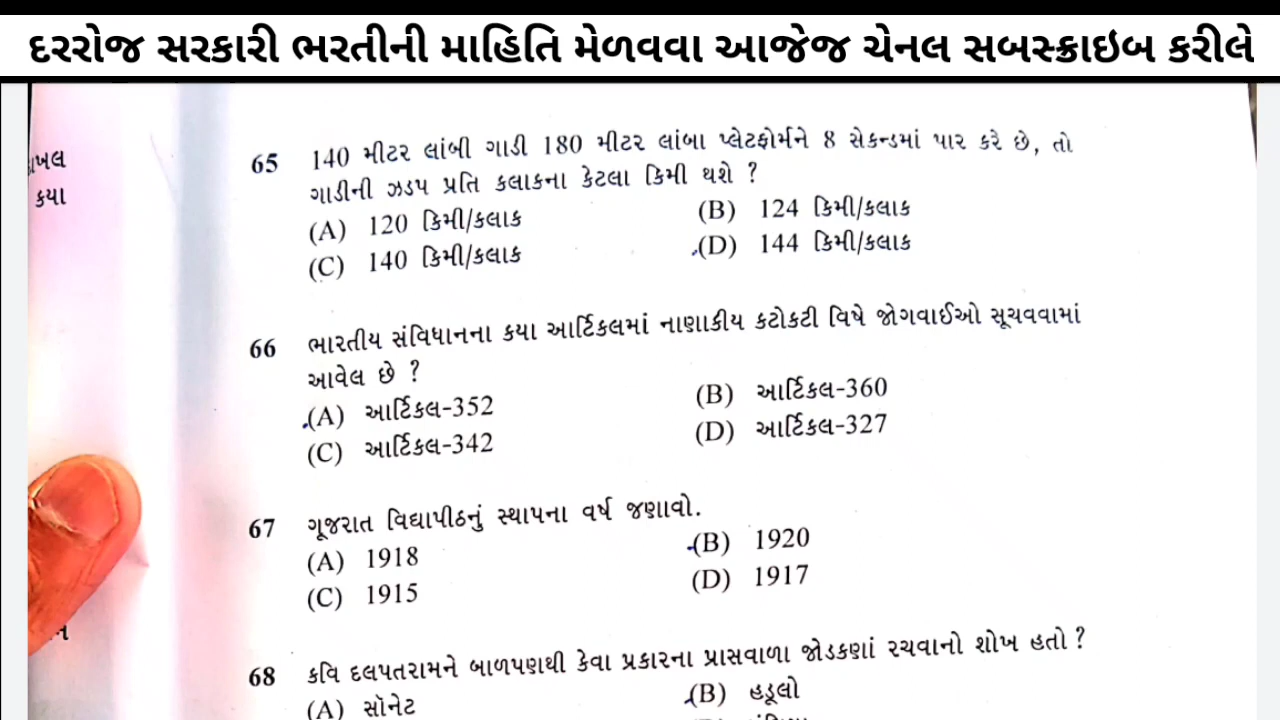 દરરોજ સરકારી ભરતીની માહિતિ મેળવવા આજેજ ચેનલ સબસ્ક્રાઇબ કરીલે
ખલ
કયા
65 140 મીટર લાંબી ગાડી 180 મીટર લાંબા પ્લેટફોર્મને 8 સેકન્ડમાં પાર કરે છે, તો
ગાડીની ઝડપ પ્રતિ કલાકના કેટલા કિમી થશે ?
(A) 120 કિમી/કલાક (B) 124 કિમી/કલાક
(C) 140 કિમી/કલાક (D) 144 કિમી/કલાક
66 ભારતીય સંવિધાનના કયા આર્ટિકલમાં નાણાકીય કટોકટી વિષે જોગવાઈઓ સૂચવવામાં
આવેલ છે ?
(A) આર્ટિકલ-352 (B) આર્ટિકલ-360
(C) આર્ટિકલ-342 (D) આર્ટિકલ-327
67 ગૂજરાત વિદ્યાપીઠનું સ્થાપના વર્ષ જણાવો.
(A) 1918 (B) 1920
(C) 1915 (D) 1917
68 કવિ દલપતરામને બાળપણથી કેવા પ્રકારના પ્રાસવાળા જોડકણાં રચવાનો શોખ હતો ?
(A) સૉનેટ (B) હડૂલો